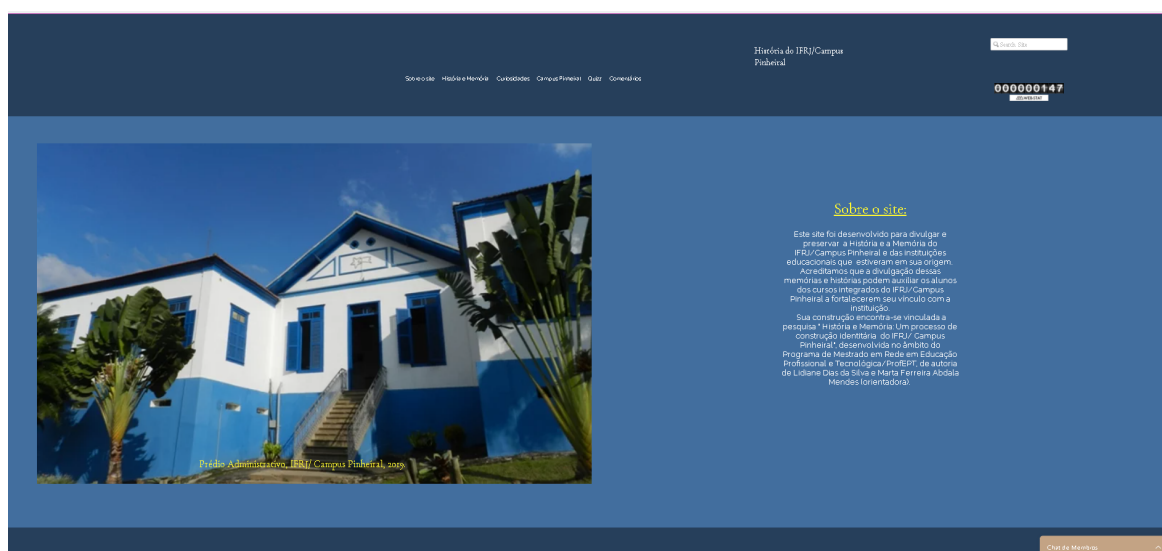 História do IFRJ/Campus
Pinheiral
Search Site
Sobre o site História e Memória Curiosidades Campus Pinheiral Quizz Comentários
000000147
Sobre o site:
Este site foi desenvolvido para divulgar e
preservar a História e a Memória do
IFRJ/Campus Pinheiral e das instituições
educacionais que estiveram em sua origem.
Acreditamos que a divulgação dessas
memórias e histórias podem auxiliar os alunos
dos cursos integrados do IFRJ/Campus
Pinheiral a fortalecerem seu vínculo com a
instituição.
Sua construção encontra-se vinculada a
pesquisa " História e Memória: Um processo de
construção identitária do IFRJ/ Campus
Pinheiral", desenvolvida no âmbito do
Programa de Mestrado em Rede em Educação
Profissional e Tecnológica/ProfEPT, de autoria
de Lidiane Dias da Silva e Marta Ferreira Abdala
Mendes (orientadora).
Prédio Administrativo, IFRJ/ Campus Pinheiral, 2019.
Chat de Membros